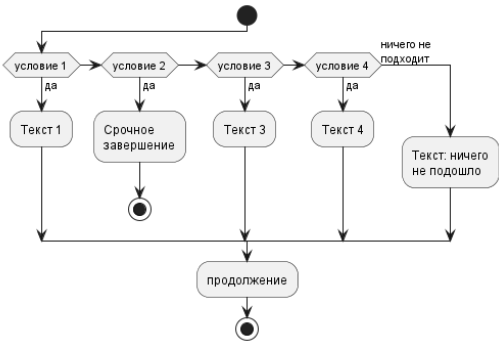 условие 1
условие 2
условие 3
условие 4
ничего не
подходит
да
да
да
да
Текст 1
Срочное
завершение
Текст 3
Текст 4
Текст: ничего
не подошло
продолжение